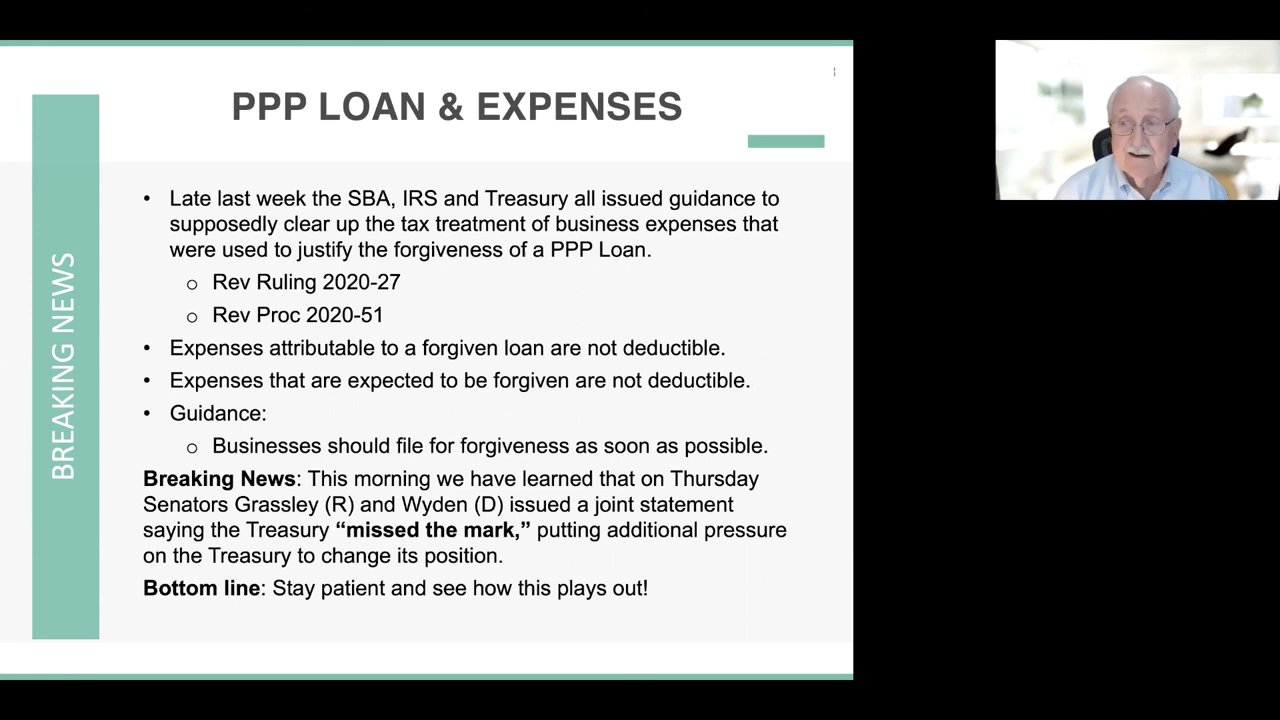 PPP LOAN & EXPENSES
BREAKING NEWS
• Late last week the SBA, IRS and Treasury all issued guidance to
supposedly clear up the tax treatment of business expenses that
were used to justify the forgiveness of a PPP Loan.
o Rev Ruling 2020-27
o Rev Proc 2020-51
• Expenses attributable to a forgiven loan are not deductible.
• Expenses that are expected to be forgiven are not deductible.
• Guidance:
o Businesses should file for forgiveness as soon as possible.
Breaking News: This morning we have learned that on Thursday
Senators Grassley (R) and Wyden (D) issued a joint statement
saying the Treasury “missed the mark,” putting additional pressure
on the Treasury to change its position.
Bottom line: Stay patient and see how this plays out!